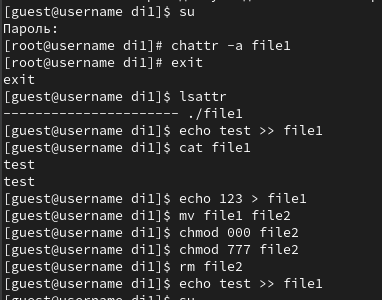 [guest@username di1]$ su
Пароль:
[root@username di1]# chattr -a file1
[root@username di1]# exit
exit
[guest@username di1]$ lsattr
---------------------- ./file1
[guest@username di1]$ echo test >> file1
[guest@username di1]$ cat file1
test
test
[guest@username di1]$ echo 123 > file1
[guest@username di1]$ mv file1 file2
[guest@username di1]$ chmod 000 file2
[guest@username di1]$ chmod 777 file2
[guest@username di1]$ rm file2
[guest@username di1]$ echo test >> file1
[guest@username di1]$ su